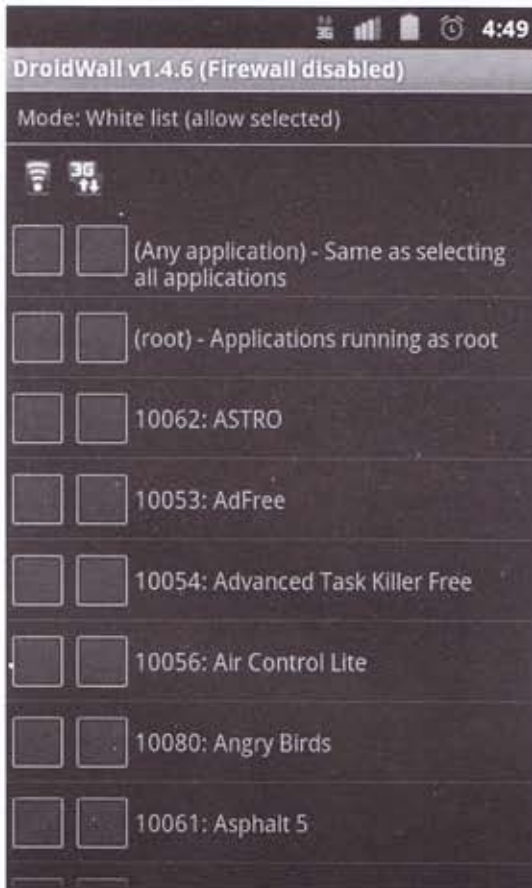 3G 4:49
DroidWall v1.4.6 (Firewall disabled)
Mode: White list (allow selected)
3G
(Any application) - Same as selecting
all applications
(root) - Applications running as root
10062: ASTRO
10053: AdFree
10054: Advanced Task Killer Free
10056: Air Control Lite
10080: Angry Birds
10061: Asphalt 5